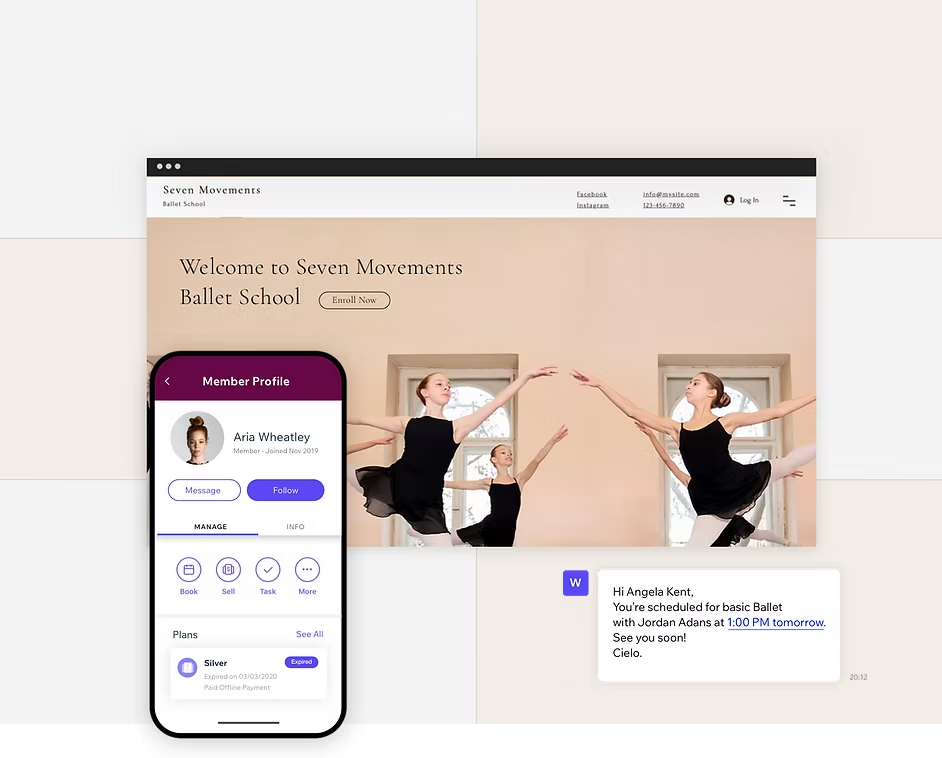 Seven Movements
Ballet School
Facebook
Instagram
info@mysite.com
123-456-7890
Log In
Welcome to Seven Movements
Ballet School
Enroll Now
Member Profile
Aria Wheatley
Member - Joined Nov 2019
Message
Follow
MANAGE
INFO
Book
Sell
Task
More
Plans
See All
Silver
Expired
Expired on 03/03/2020
Paid Offline Payment
W
Hi Angela Kent,
You're scheduled for basic Ballet
with Jordan Adans at 1:00 PM tomorrow.
See you soon!
Cielo.
20:12